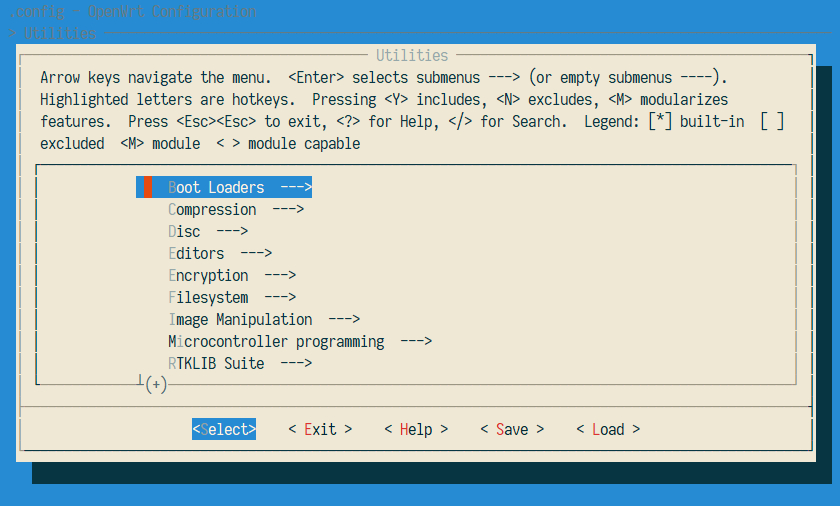 .config - OpenWrt Configuration
> Utilities
Utilities
Arrow keys navigate the menu.  <Enter> selects submenus ---> (or empty submenus ----).
Highlighted letters are hotkeys.  Pressing <Y> includes, <N> excludes, <M> modularizes
features.  Press <Esc><Esc> to exit, <?> for Help, </> for Search.  Legend: [*] built-in  [ ]
excluded  <M> module  < > module capable
Boot Loaders  --->
Compression  --->
Disc  --->
Editors  --->
Encryption  --->
Filesystem  --->
Image Manipulation  --->
Microcontroller programming  --->
RTKLIB Suite  --->
(+)
<Select>    < Exit >    < Help >    < Save >    < Load >